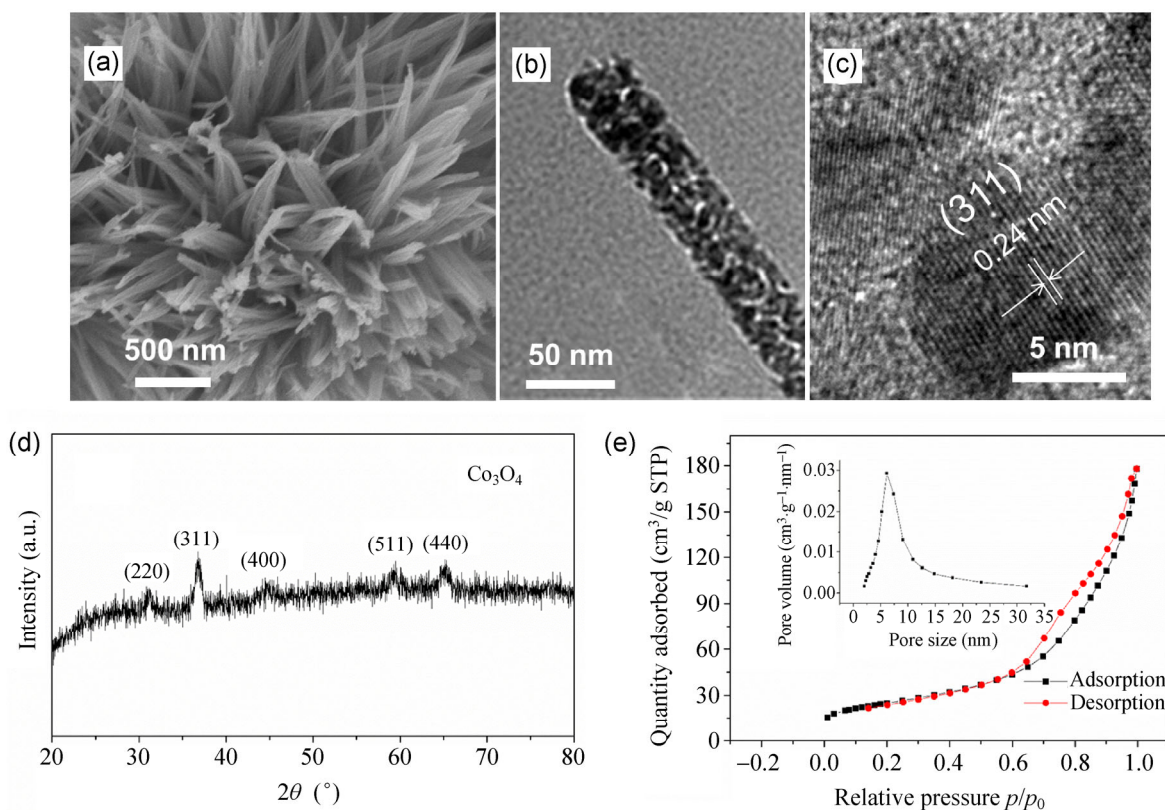 (a)
500 nm
(b)
50 nm
(c)
(311)
0.24 nm
5 nm
(d)
Intensity (a.u.)
Co₃O₄
(220)
(311)
(400)
(511)
(440)
20 30 40 50 60 70 80
2θ (°)
(e)
Quantity adsorbed (cm³/g STP)
180
150
120
90
60
30
0
−0.2 0.0 0.2 0.4 0.6 0.8 1.0
Relative pressure p/p₀
Pore volume (cm³·g⁻¹·nm⁻¹)
0.03
0.02
0.01
0
0 5 10 15 20 25 30 35
Pore size (nm)
Adsorption
Desorption